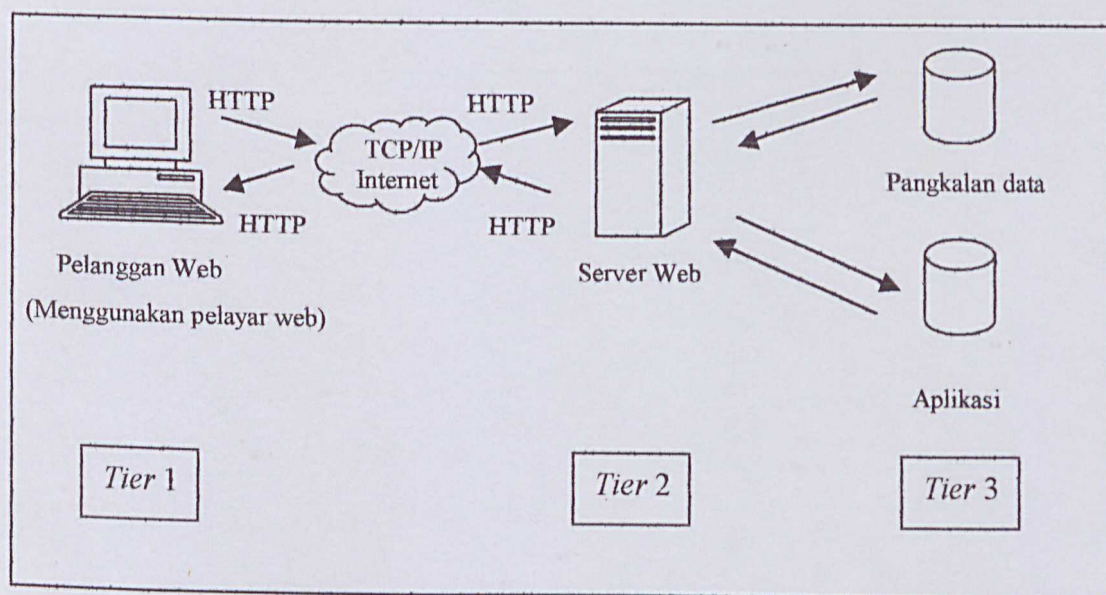 HTTP
HTTP
TCP/IP
Internet
HTTP
HTTP
Pelanggan Web
(Menggunakan pelayar web)
Server Web
Pangkalan data
Aplikasi
Tier 1
Tier 2
Tier 3